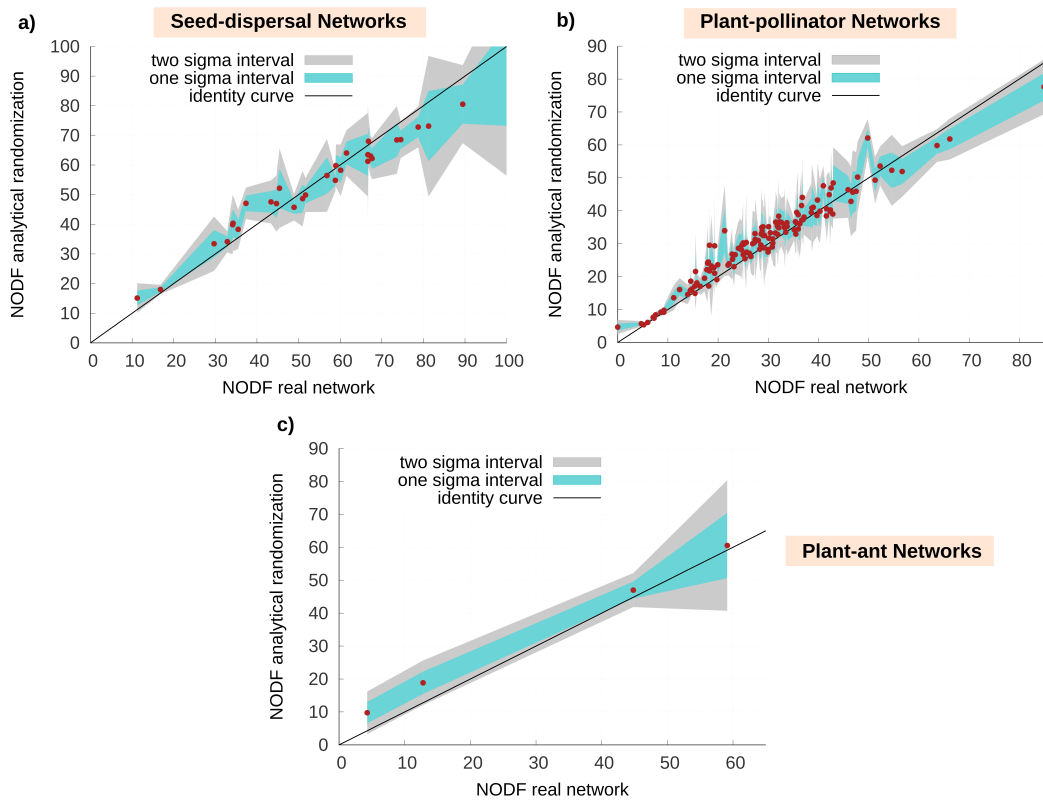 a)
Seed-dispersal Networks
NODF analytical randomization
100
90
80
70
60
50
40
30
20
10
0
two sigma interval
one sigma interval
identity curve
0 10 20 30 40 50 60 70 80 90 100
NODF real network
b)
Plant-pollinator Networks
NODF analytical randomization
90
80
70
60
50
40
30
20
10
0
two sigma interval
one sigma interval
identity curve
0 10 20 30 40 50 60 70 80
NODF real network
c)
NODF analytical randomization
90
80
70
60
50
40
30
20
10
0
two sigma interval
one sigma interval
identity curve
0 10 20 30 40 50 60
NODF real network
Plant-ant Networks